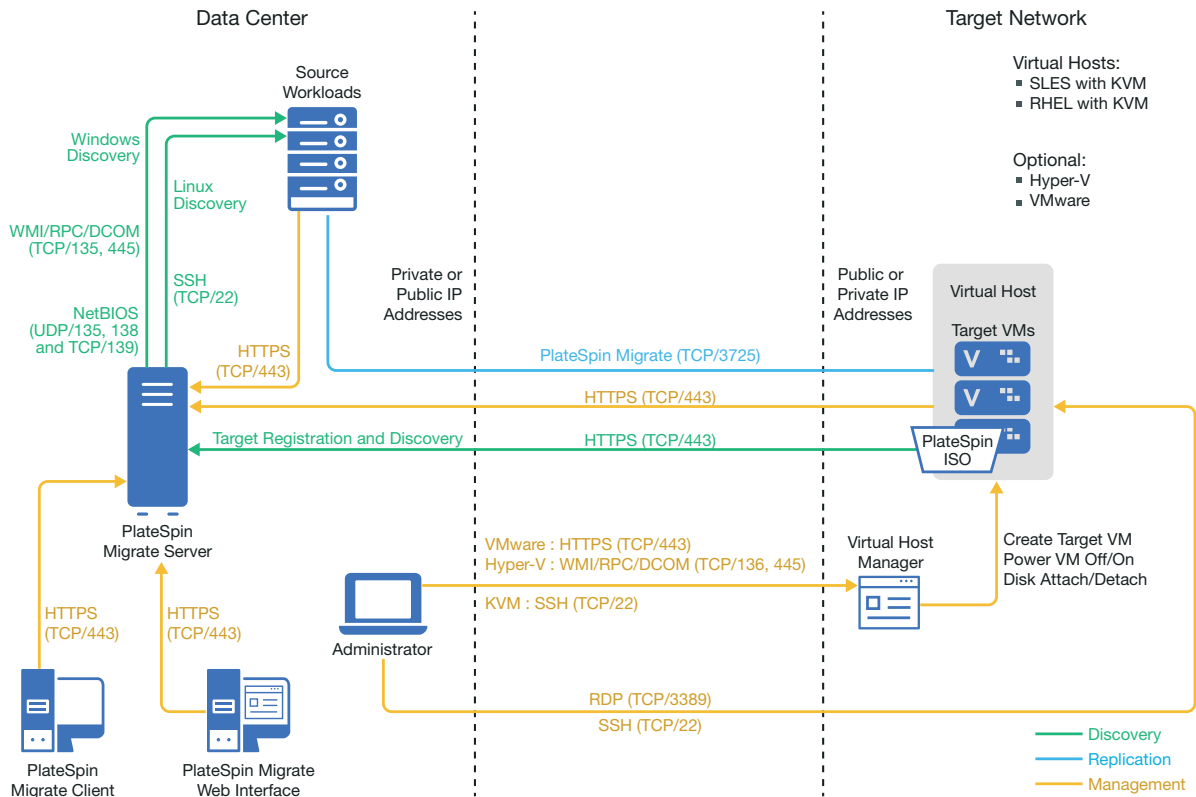 Data Center
Target Network
Virtual Hosts:
SLES with KVM
RHEL with KVM
Optional:
Hyper-V
VMware
Source
Workloads
Windows
Discovery
Linux
Discovery
WMI/RPC/DCOM
(TCP/135, 445)
SSH
(TCP/22)
NetBIOS
(UDP/135, 138
and TCP/139)
HTTPS
(TCP/443)
Private or
Public IP
Addresses
Public or
Private IP
Addresses
Virtual Host
Target VMs
V
V
PlateSpin
ISO
PlateSpin Migrate (TCP/3725)
HTTPS (TCP/443)
Target Registration and Discovery
HTTPS (TCP/443)
PlateSpin
Migrate Server
VMware : HTTPS (TCP/443)
Hyper-V : WMI/RPC/DCOM (TCP/136, 445)
KVM : SSH (TCP/22)
Virtual Host
Manager
Create Target VM
Power VM Off/On
Disk Attach/Detach
Administrator
HTTPS
(TCP/443)
HTTPS
(TCP/443)
RDP (TCP/3389)
SSH (TCP/22)
PlateSpin
Migrate Client
PlateSpin Migrate
Web Interface
Discovery
Replication
Management